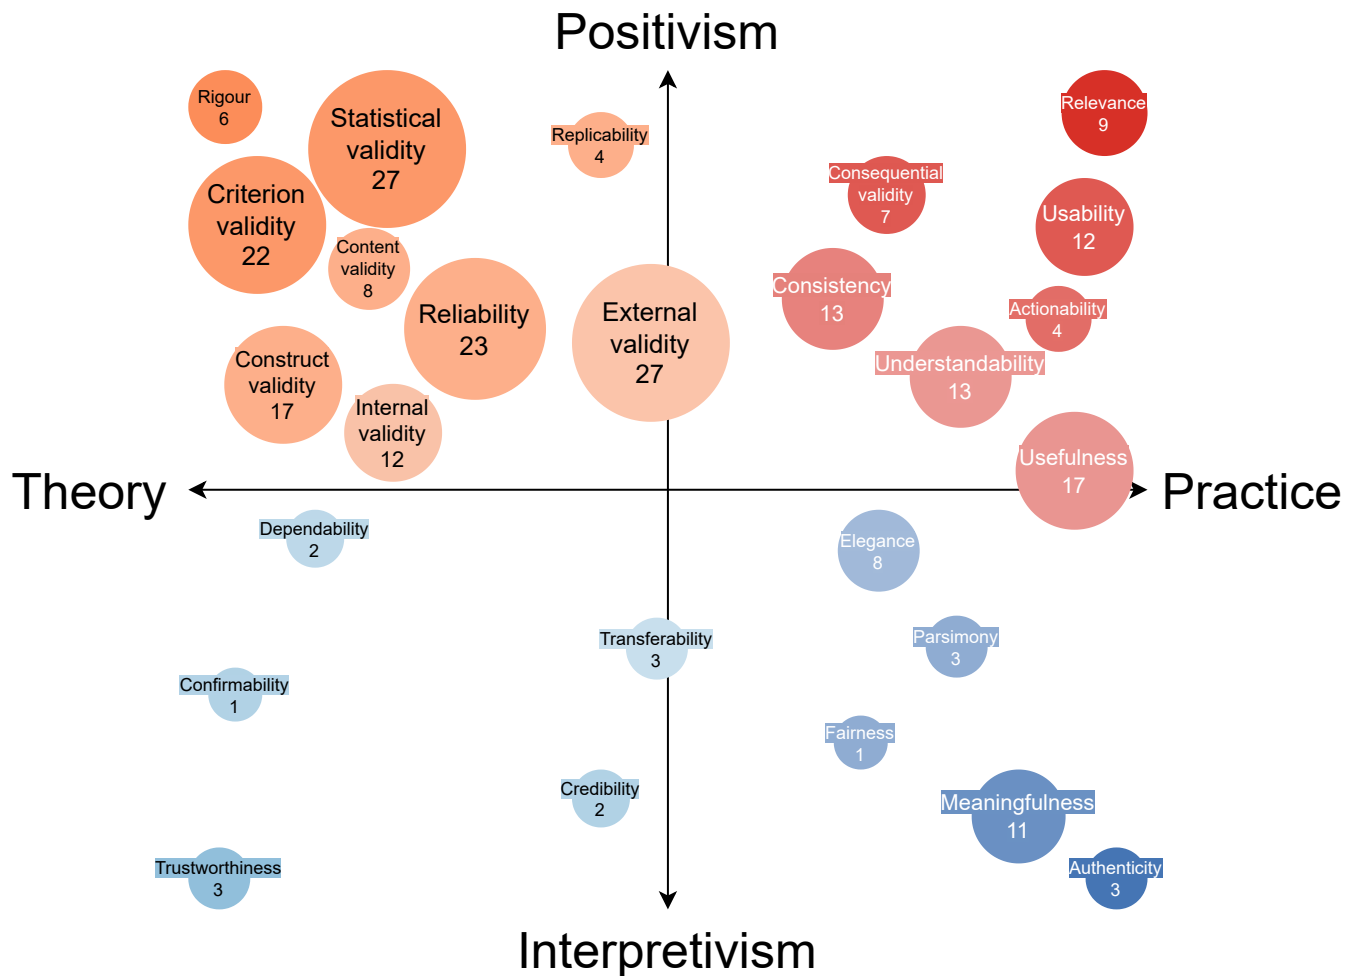 Positivism
Rigour
6
Statistical
validity
27
Replicability
4
Relevance
9
Criterion
validity
22
Consequential
validity
7
Usability
12
Content
validity
8
Reliability
23
External
validity
27
Consistency
13
Actionability
4
Construct
validity
17
Internal
validity
12
Understandability
13
Usefulness
17
Theory
Practice
Dependability
2
Elegance
8
Transferability
3
Parsimony
3
Confirmability
1
Fairness
1
Credibility
2
Meaningfulness
11
Trustworthiness
3
Authenticity
3
Interpretivism